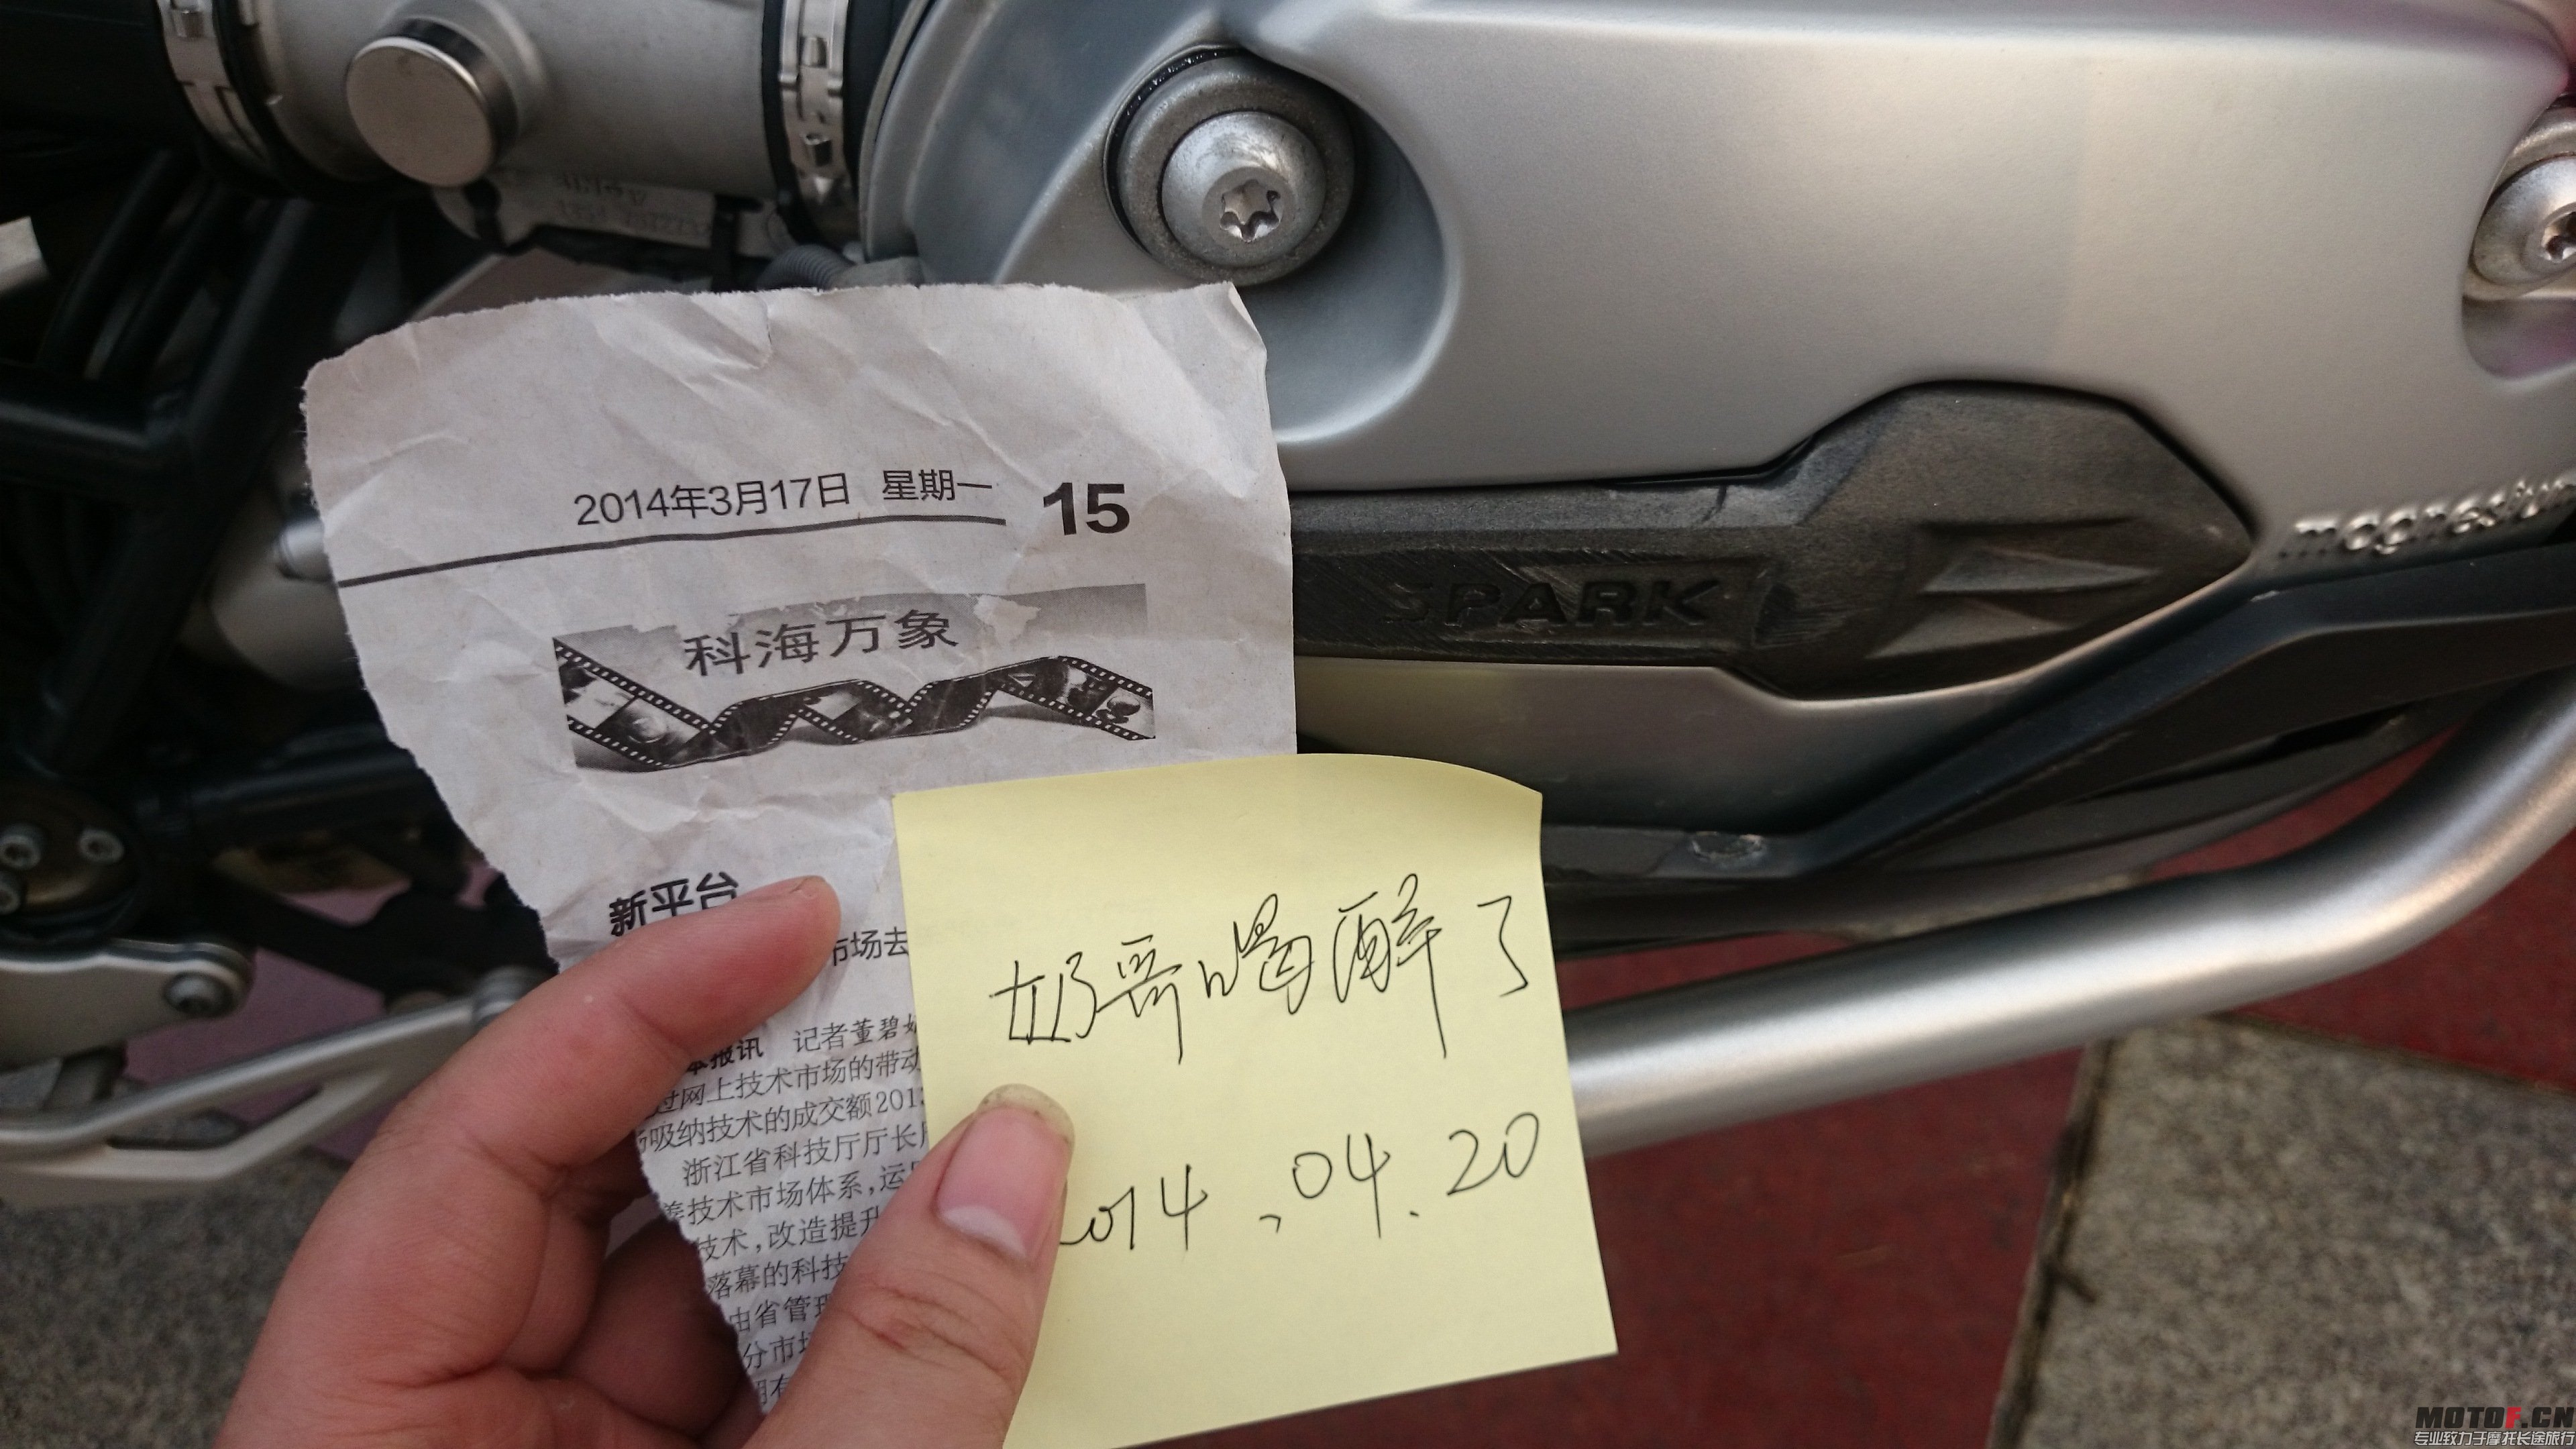 2014年3月17日 星期一 15
科海万象
新平台
市场去
本报讯 记者董碧
过网上技术市场的带动
吸纳技术的成交额201
浙江省科技厅厅长
善技术市场体系,运
技术,改造提升
落幕的科技
由省管理
分市场
SPARK
magnesium
奶哥喝醉了
2014.04.20
MOTOF.CN
专业致力于摩托长途旅行